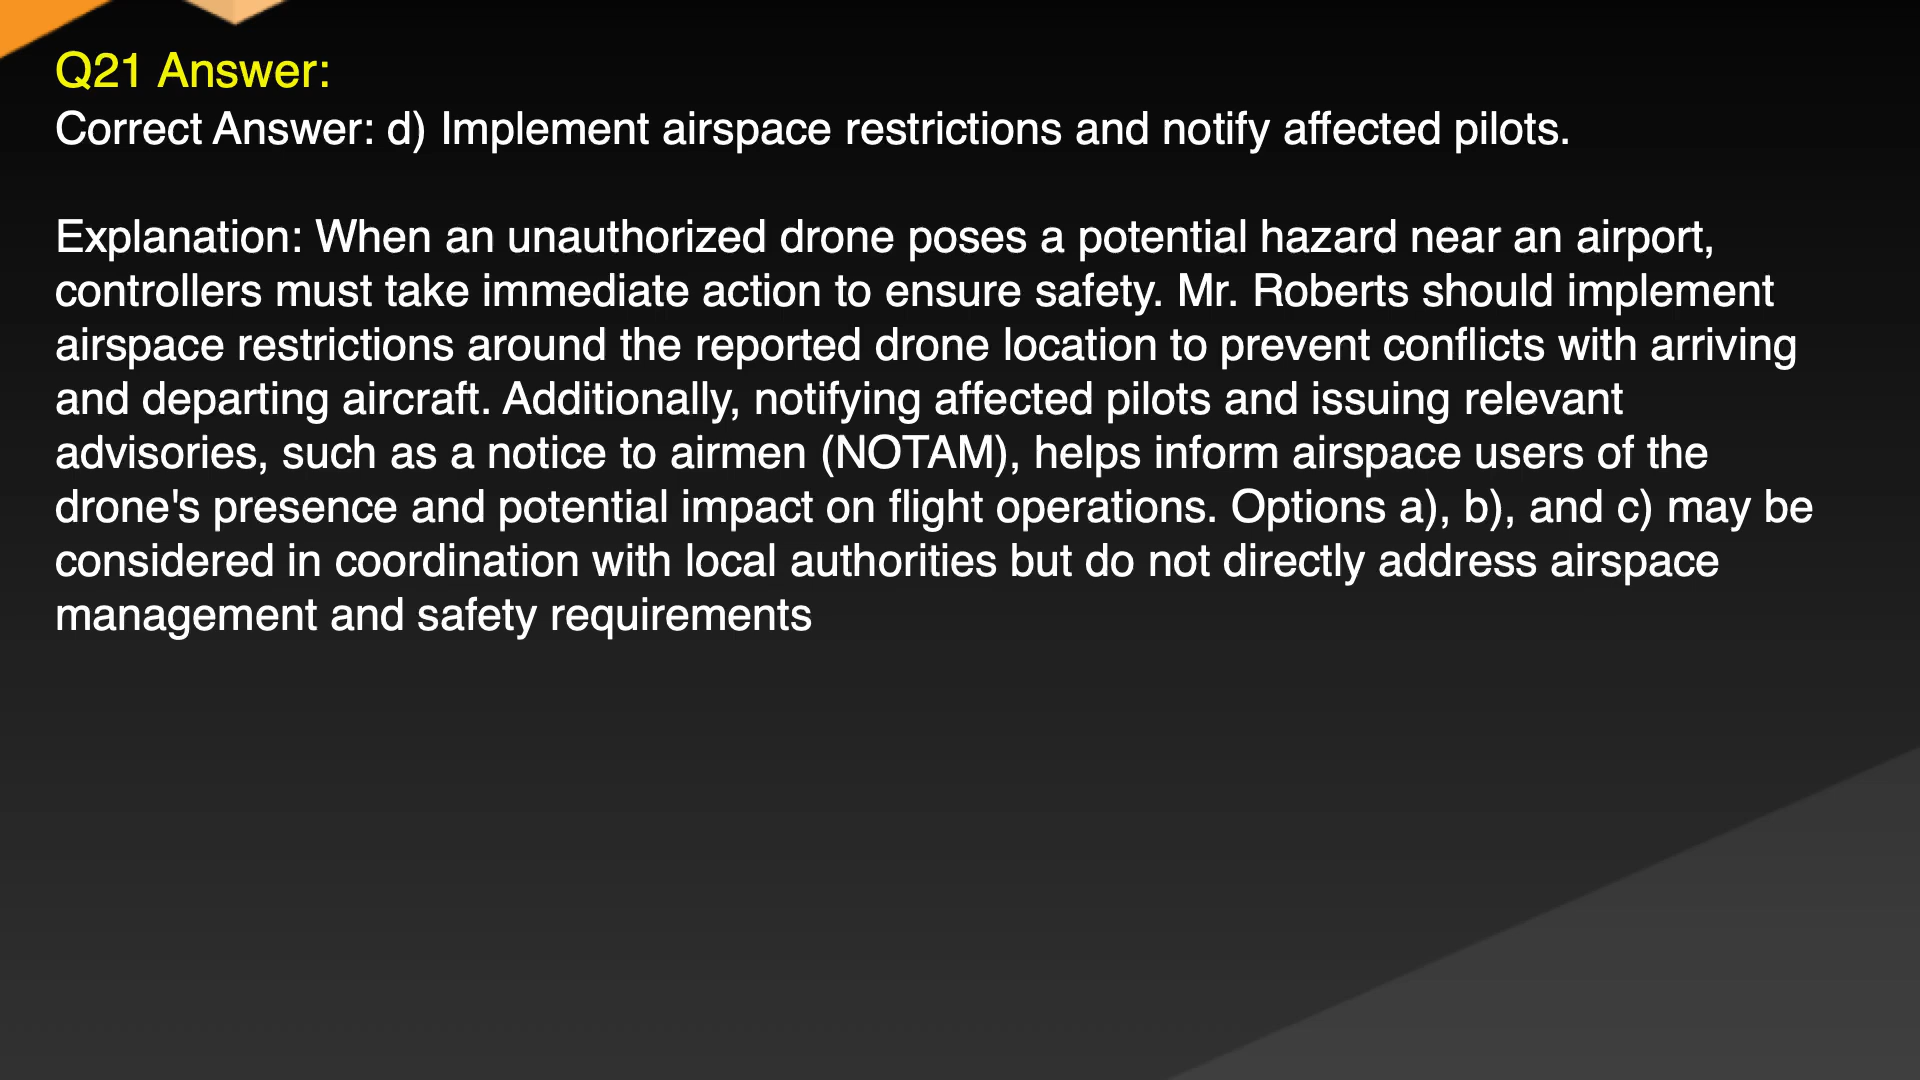 Q21 Answer:
Correct Answer: d) Implement airspace restrictions and notify affected pilots.
Explanation: When an unauthorized drone poses a potential hazard near an airport,
controllers must take immediate action to ensure safety. Mr. Roberts should implement
airspace restrictions around the reported drone location to prevent conflicts with arriving
and departing aircraft. Additionally, notifying affected pilots and issuing relevant
advisories, such as a notice to airmen (NOTAM), helps inform airspace users of the
drone's presence and potential impact on flight operations. Options a), b), and c) may be
considered in coordination with local authorities but do not directly address airspace
management and safety requirements